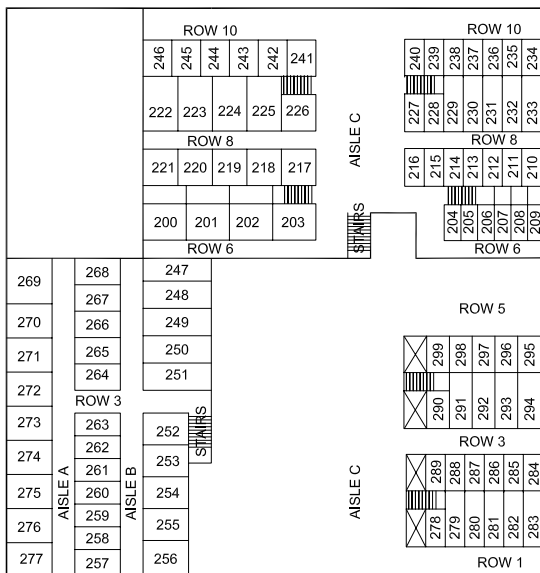 ROW 10 ROW 10
246 245 244 243 242 241 240 239 238 237 236 235 234
222 223 224 225 226 227 228 229 230 231 232 233
ROW 8 AISLE C ROW 8
221 220 219 218 217 216 215 214 213 212 211 210
200 201 202 203 204 205 206 207 208 209
ROW 6 STAIRS ROW 6
269 268 247
267 248
270 266 249 ROW 5
271 265 250 299 298 297 296 295
272 264 251
ROW 3 290 291 292 293 294
273 263 252 STAIRS
274 262 253 ROW 3
AISLE A 261 AISLE B AISLE C 289 288 287 286 285 284
275 260 254
276 259 255 278 279 280 281 282 283
258
277 257 256 ROW 1